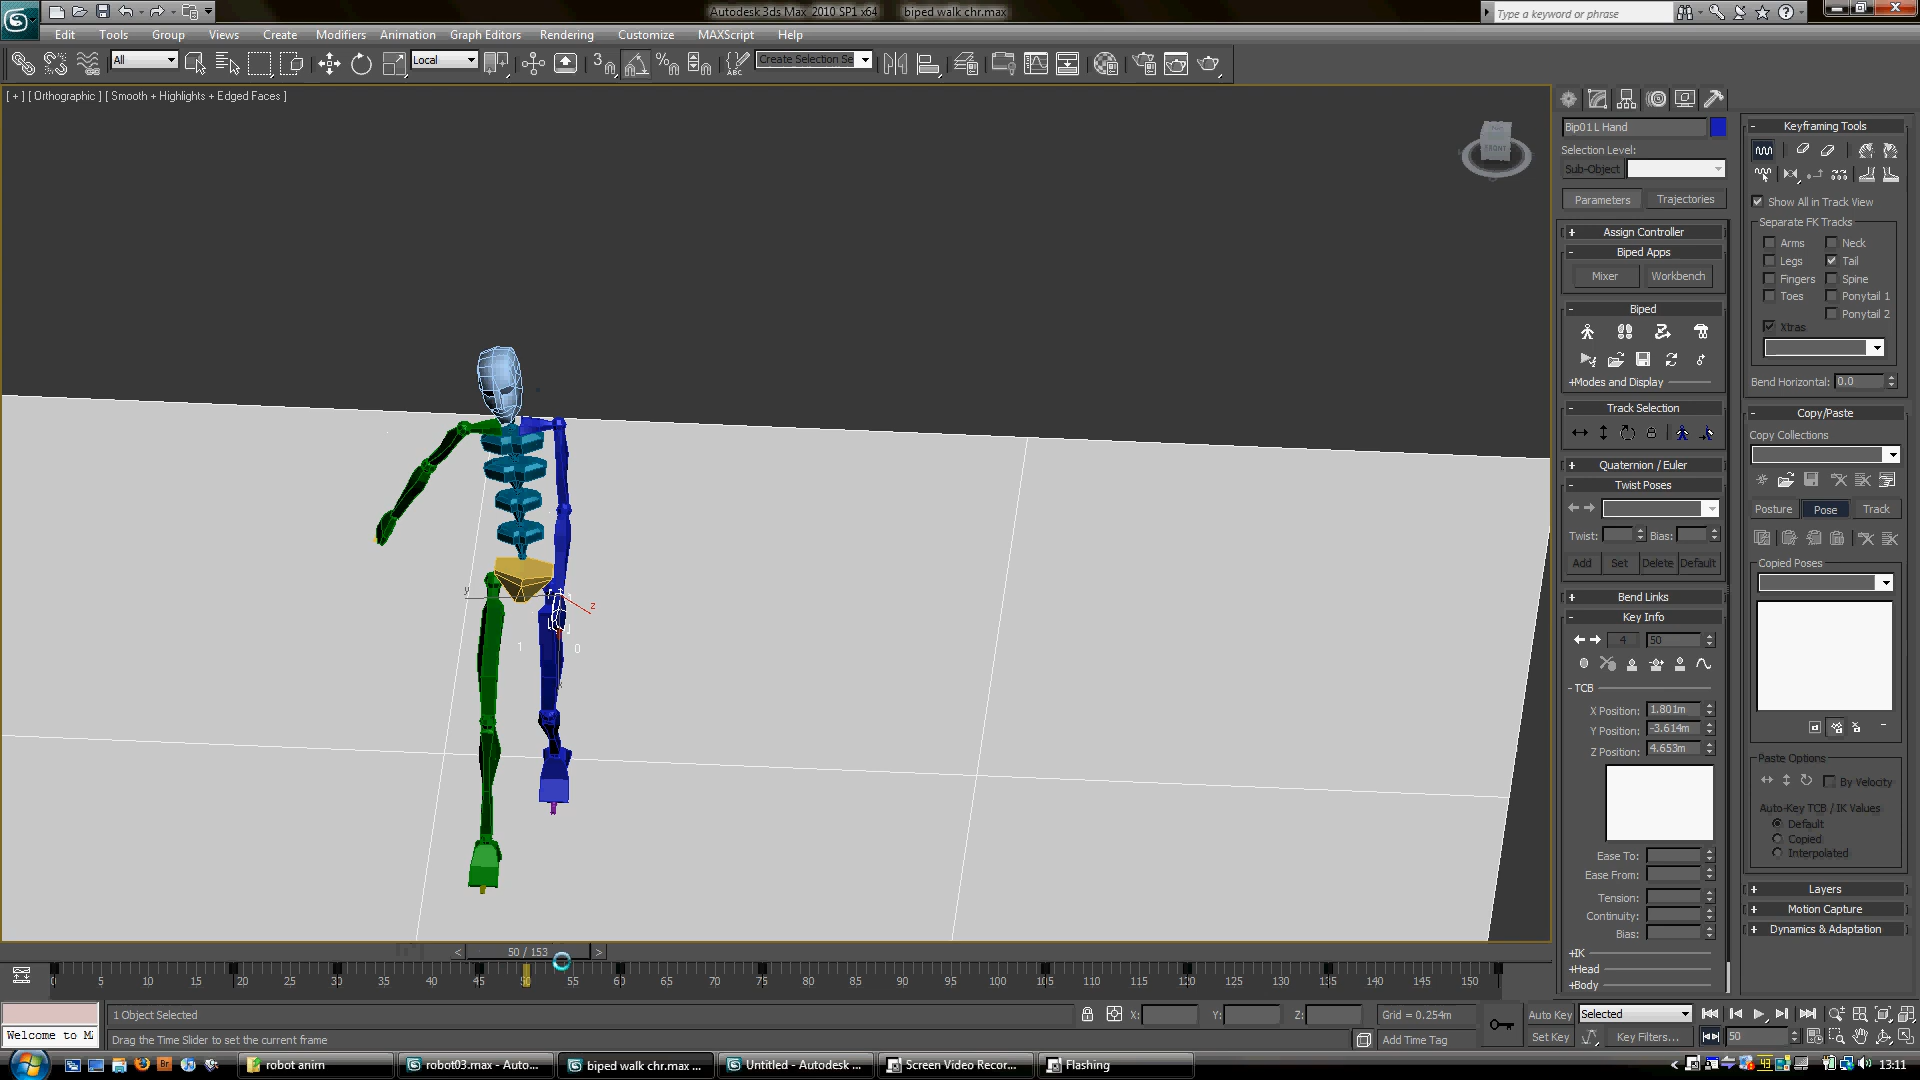 Autodesk 3ds Max 2010 SP1 x64 biped walk chr.max
Type a keyword or phrase
Edit Tools Group Views Create Modifiers Animation Graph Editors Rendering Customize MAXScript Help
All Local Create Selection Se
[ + ] [ Orthographic ] [ Smooth + Highlights + Edged Faces ]
FRONT
y z x
1 0
Bip01 L Hand
Selection Level:
Sub-Object
Parameters Trajectories
+ Assign Controller
- Biped Apps
Mixer Workbench
- Biped
+Modes and Display
- Track Selection
+ Quaternion / Euler
- Twist Poses
Twist: Bias:
Add Set Delete Default
+ Bend Links
- Key Info
4 50
-TCB
X Position: 1.801m
Y Position: -3.614m
Z Position: 4.653m
Ease To:
Ease From:
Tension:
Continuity:
Bias:
+IK
+Head
+Body
- Keyframing Tools
Show All in Track View
Separate FK Tracks
Arms Neck
Legs Tail
Fingers Spine
Toes Ponytail 1
Ponytail 2
Xtras
Bend Horizontal: 0.0
- Copy/Paste
Copy Collections
Posture Pose Track
Copied Poses
Paste Options
By Velocity
Auto-Key TCB / IK Values
Default
Copied
Interpolated
+ Layers
+ Motion Capture
+ Dynamics & Adaptation
< 50 / 153 >
0 5 10 15 20 25 30 35 40 45 50 55 60 65 70 75 80 85 90 95 100 105 110 115 120 125 130 135 140 145 150
1 Object Selected
X: Y: Z: Grid = 0.254m
Auto Key Selected
Welcome to M
Drag the Time Slider to set the current frame
Add Time Tag
Set Key Key Filters... 50
robot anim robot03.max - Auto... biped walk chr.max ... Untitled - Autodesk ... Screen Video Recor... Flashing
13:11